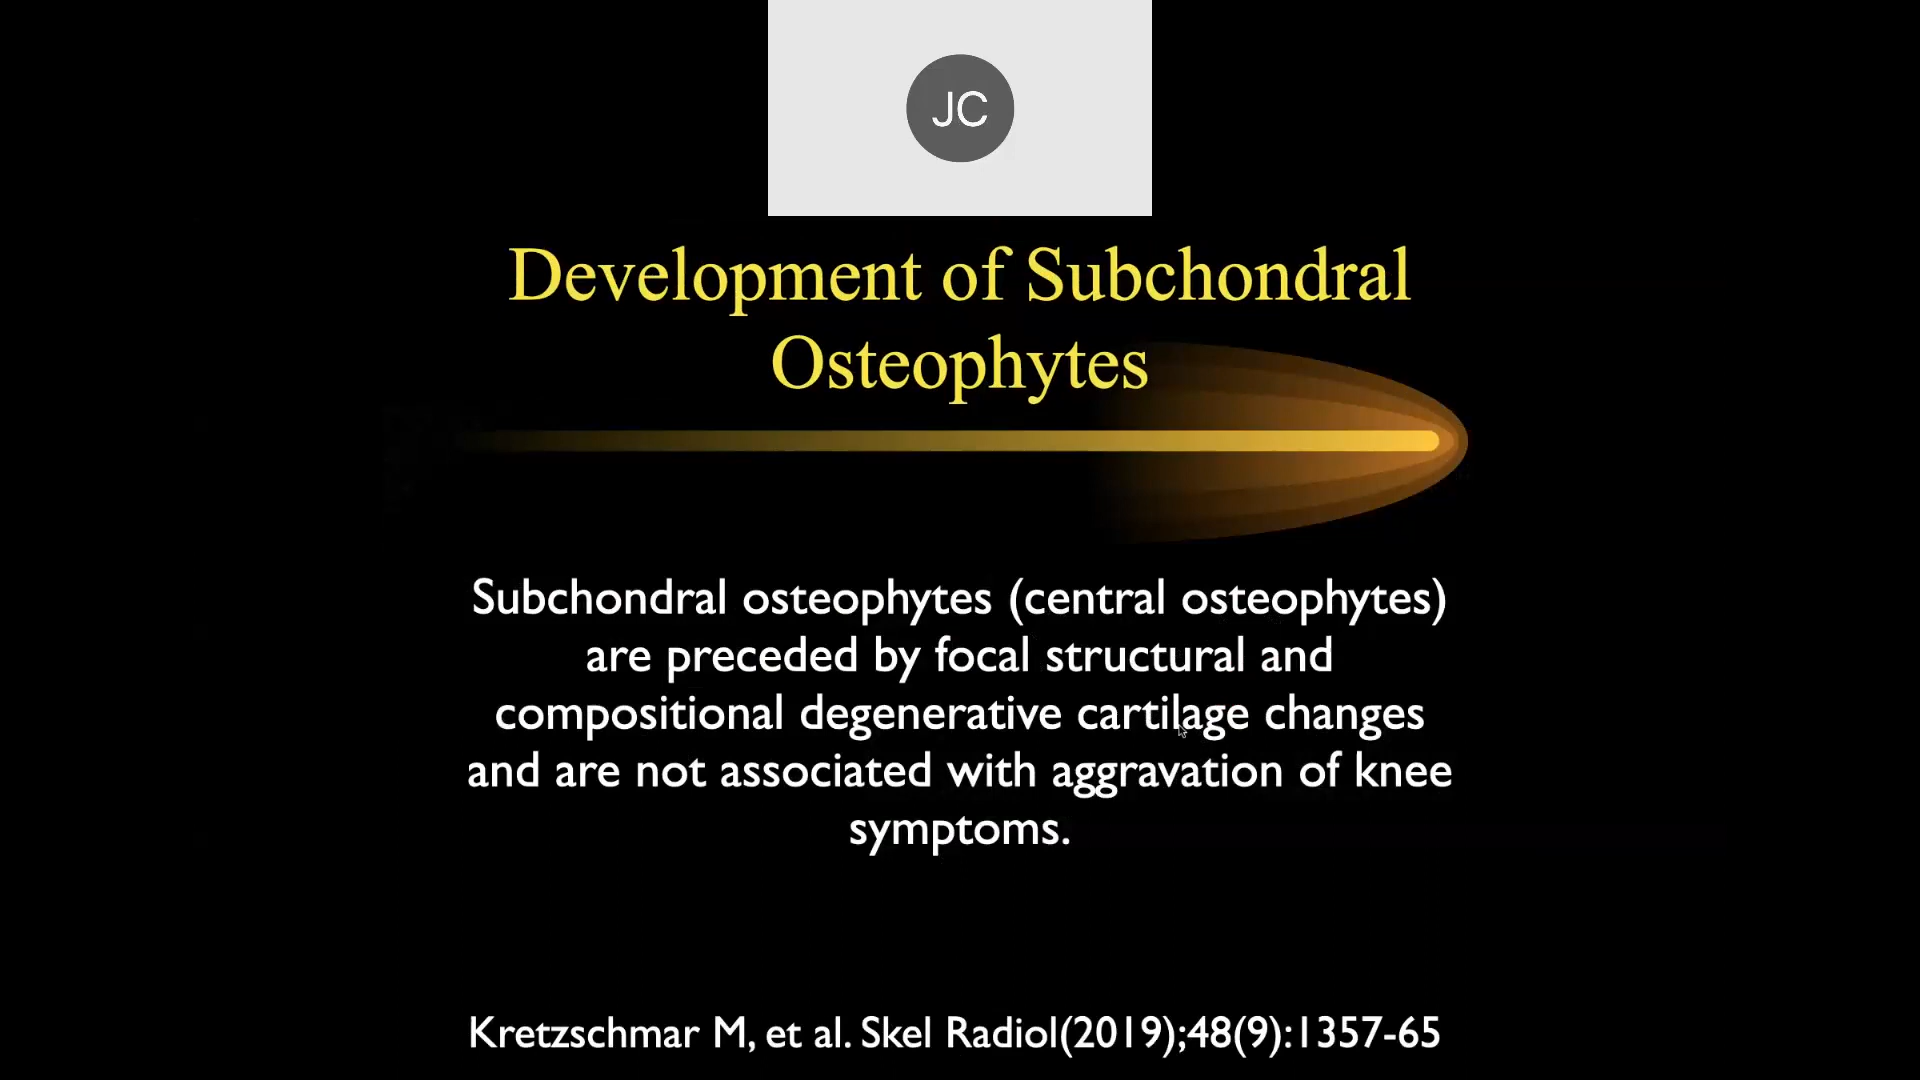 JC
Development of Subchondral
Osteophytes
Subchondral osteophytes (central osteophytes)
are preceded by focal structural and
compositional degenerative cartilage changes
and are not associated with aggravation of knee
symptoms.
Kretzschmar M, et al. Skel Radiol(2019);48(9):1357-65